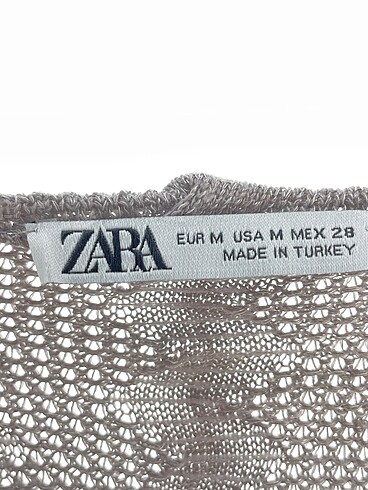 ZARA
EUR M USA M MEX 28
MADE IN TURKEY